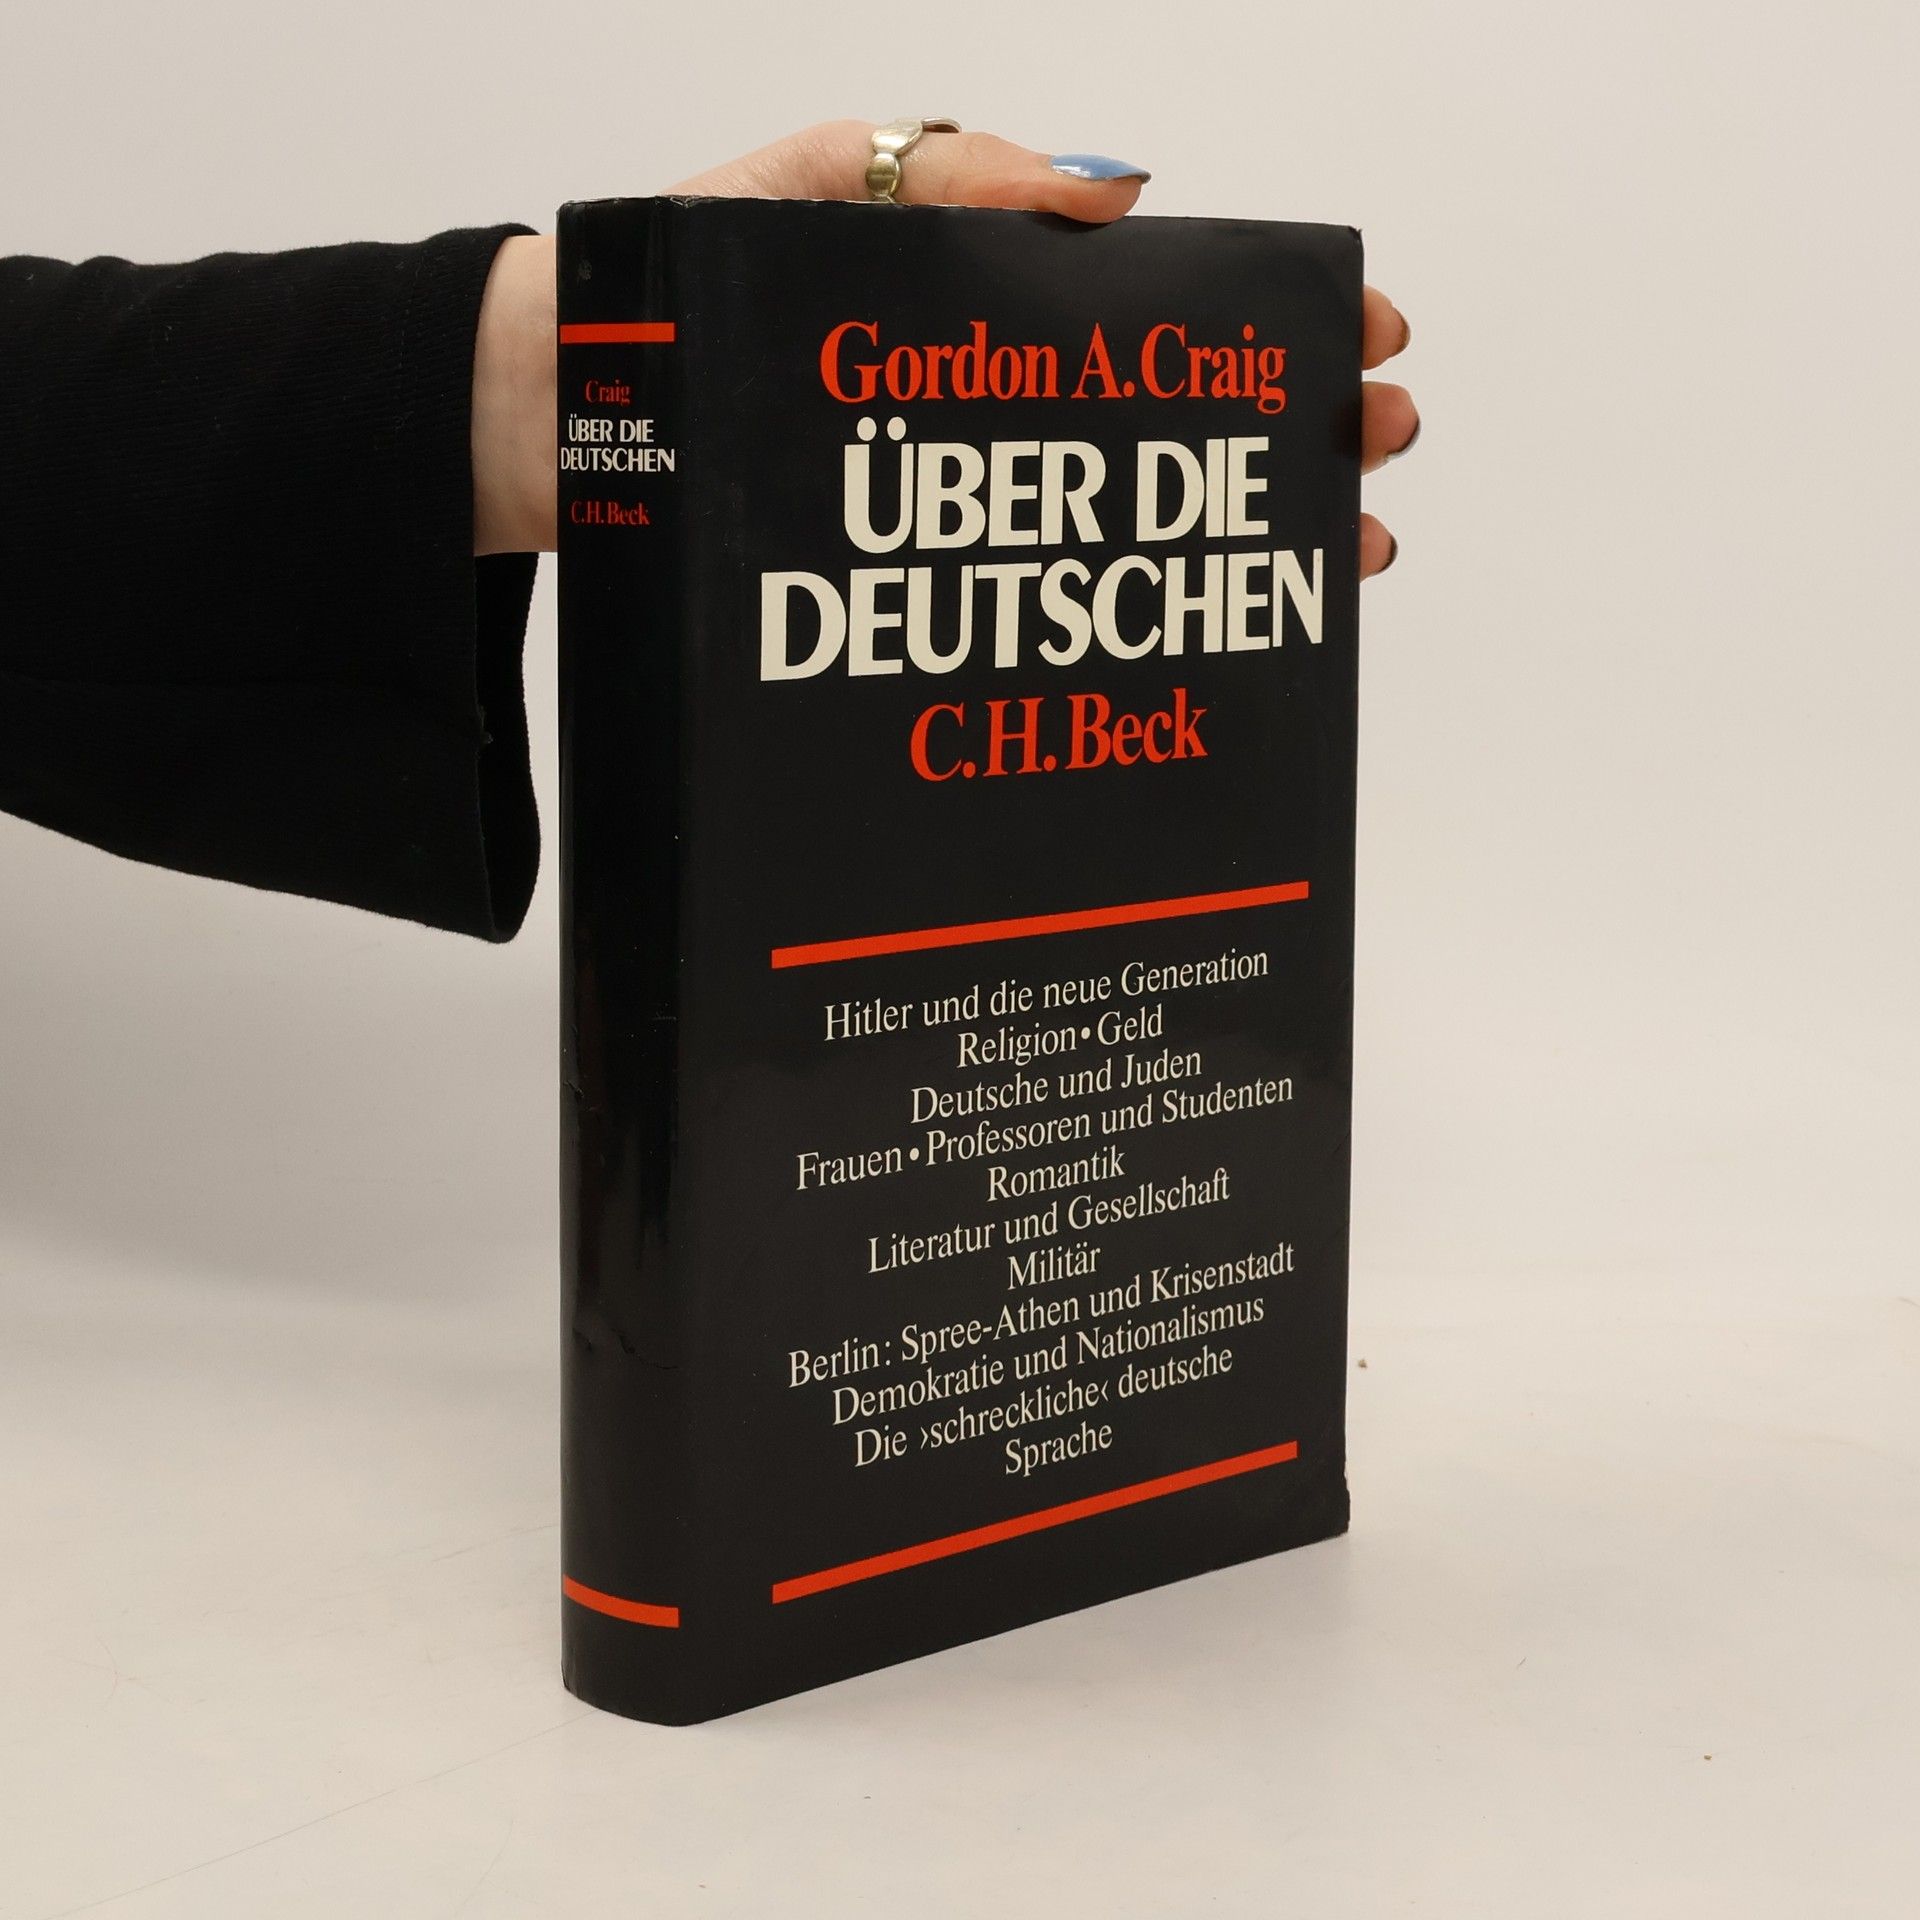 Craig
ÜBER DIE
DEUTSCHEN
C.H.Beck
Gordon A. Craig
ÜBER DIE
DEUTSCHEN
C.H.Beck
Hitler und die neue Generation
Religion • Geld
Deutsche und Juden
Frauen • Professoren und Studenten
Romantik
Literatur und Gesellschaft
Militär
Berlin: Spree-Athen und Krisenstadt
Demokratie und Nationalismus
Die ›schreckliche‹ deutsche
Sprache